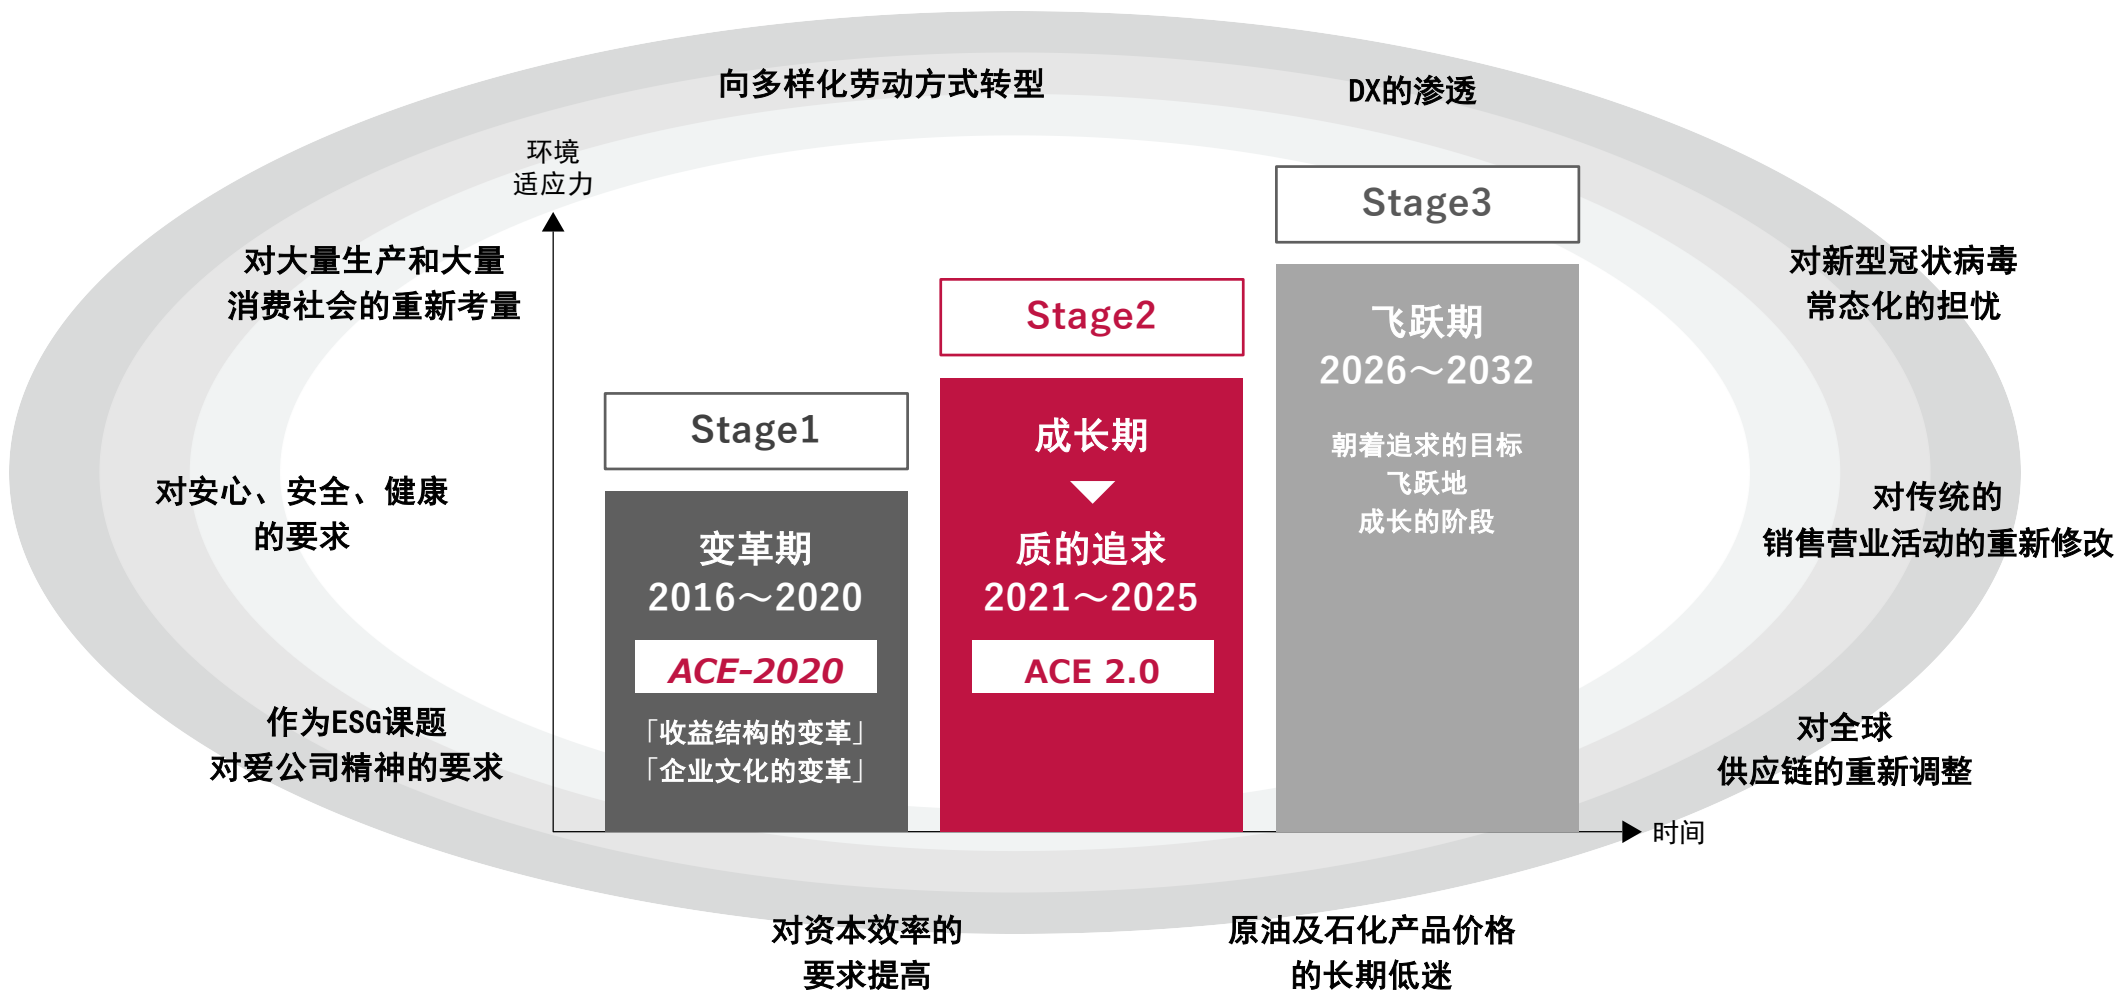 向多样化劳动方式转型
DX的渗透
环境
适应力
对大量生产和大量
消费社会的重新考量
对安心、安全、健康
的要求
作为ESG课题
对爱公司精神的要求
Stage1
变革期
2016～2020
ACE-2020
「收益结构的变革」
「企业文化的变革」
Stage2
成长期
质的追求
2021～2025
ACE 2.0
Stage3
飞跃期
2026～2032
朝着追求的目标
飞跃地
成长的阶段
时间
对新型冠状病毒
常态化的担忧
对传统的
销售营业活动的重新修改
对全球
供应链的重新调整
对资本效率的
要求提高
原油及石化产品价格
的长期低迷